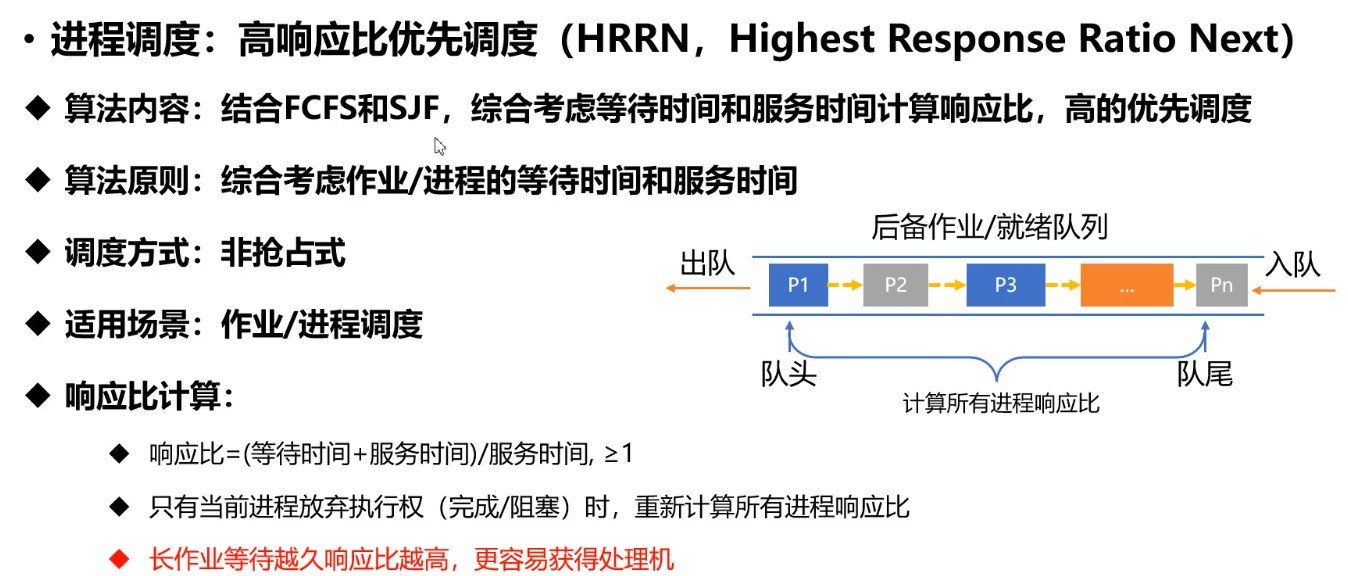 • 进程调度：高响应比优先调度（HRRN，Highest Response Ratio Next）
◆ 算法内容：结合FCFS和SJF，综合考虑等待时间和服务时间计算响应比，高的优先调度
◆ 算法原则：综合考虑作业/进程的等待时间和服务时间
◆ 调度方式：非抢占式
◆ 适用场景：作业/进程调度
后备作业/就绪队列
出队
P1
P2
P3
...
Pn
入队
队头
队尾
计算所有进程响应比
◆ 响应比计算：
◆ 响应比=(等待时间+服务时间)/服务时间, ≥1
◆ 只有当前进程放弃执行权（完成/阻塞）时，重新计算所有进程响应比
◆ 长作业等待越久响应比越高，更容易获得处理机